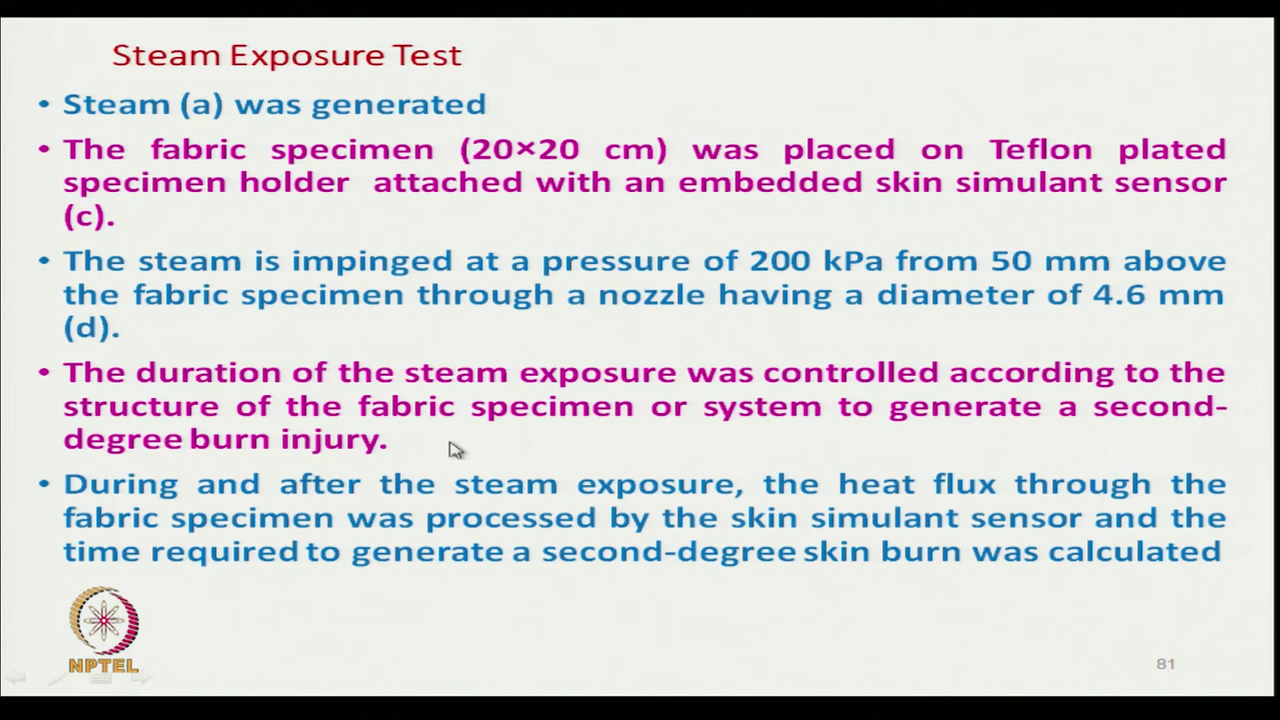 Steam Exposure Test
• Steam (a) was generated
• The fabric specimen (20×20 cm) was placed on Teflon plated
specimen holder attached with an embedded skin simulant sensor
(c).
• The steam is impinged at a pressure of 200 kPa from 50 mm above
the fabric specimen through a nozzle having a diameter of 4.6 mm
(d).
• The duration of the steam exposure was controlled according to the
structure of the fabric specimen or system to generate a second-
degree burn injury.
• During and after the steam exposure, the heat flux through the
fabric specimen was processed by the skin simulant sensor and the
time required to generate a second-degree skin burn was calculated
NPTEL
81